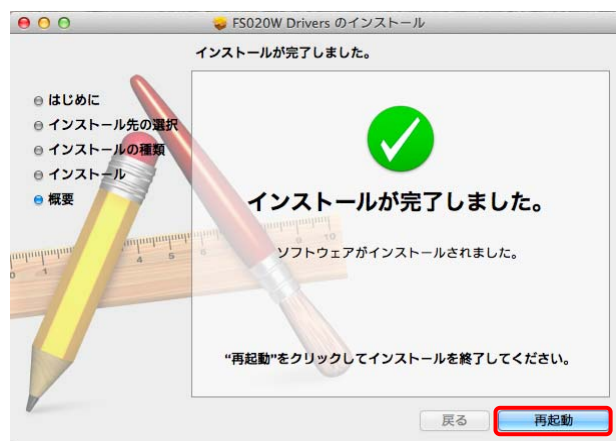 FS020W Drivers のインストール
インストールが完了しました。
はじめに
インストール先の選択
インストールの種類
インストール
概要
インストールが完了しました。
ソフトウェアがインストールされました。
“再起動”をクリックしてインストールを終了してください。
戻る
再起動